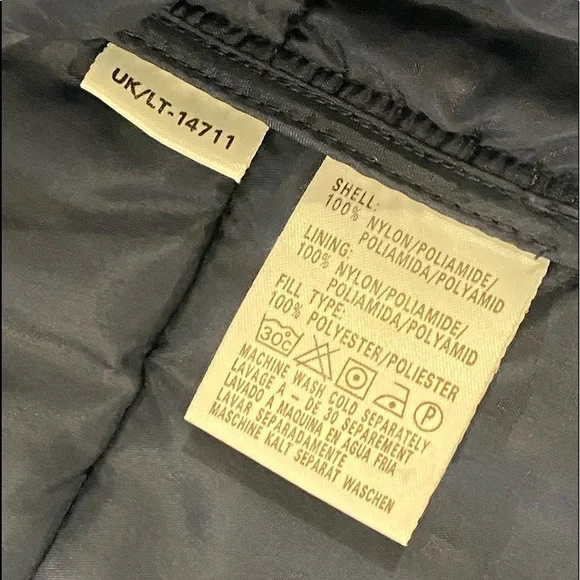 UK/LT-14711
SHELL:
100% NYLON/POLIAMIDE/
POLIAMIDA/POLYAMID
LINING:
100% NYLON/POLIAMIDE/
POLIAMIDA/POLYAMID
FILL TYPE:
100% POLYESTER/POLIESTER
30C P
MACHINE WASH COLD SEPARATELY
LAVAGE A - DE 30 SEPAREMENT
LAVADO A MAQUINA EN AGUA FRIA
LAVAR SEPARADAMENTE
MASCHINE KALT SEPARAT WASCHEN